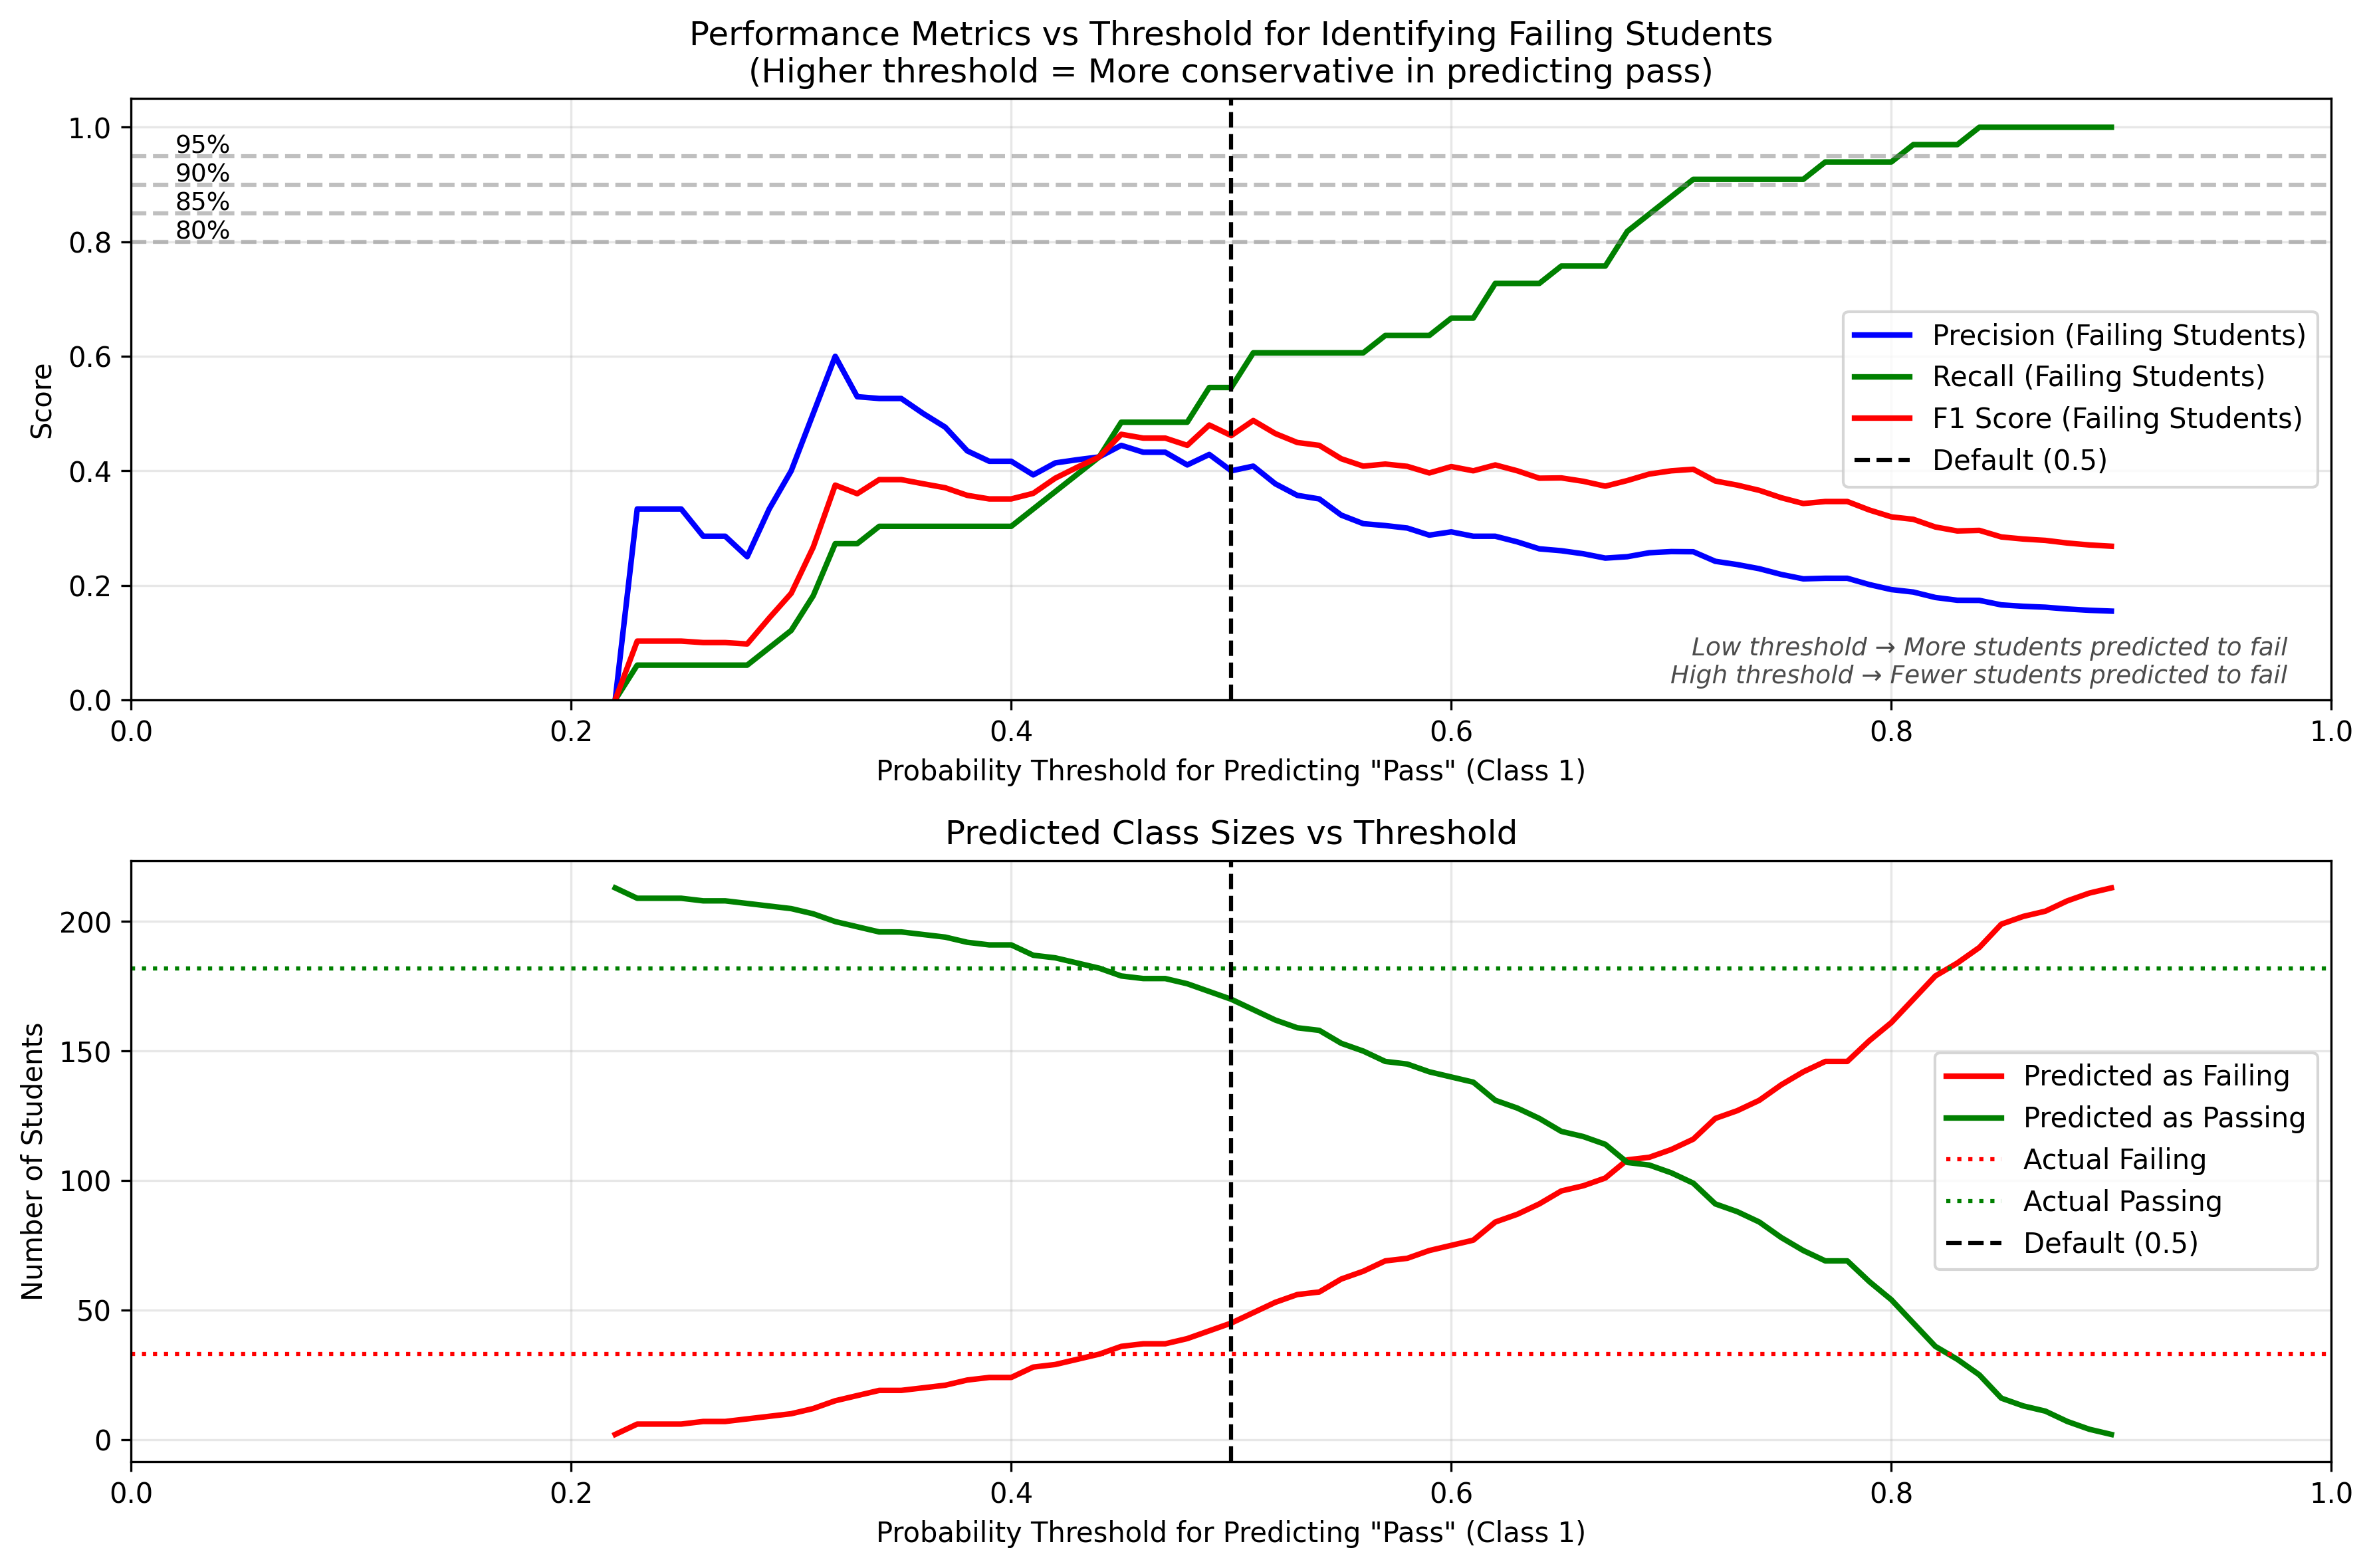 Performance Metrics vs Threshold for Identifying Failing Students
(Higher threshold = More conservative in predicting pass)
1.0
0.8
0.6
0.4
0.2
0.0
Score
95%
90%
85%
80%
Precision (Failing Students)
Recall (Failing Students)
F1 Score (Failing Students)
Default (0.5)
Low threshold → More students predicted to fail
High threshold → Fewer students predicted to fail
0.0 0.2 0.4 0.6 0.8 1.0
Probability Threshold for Predicting "Pass" (Class 1)
Predicted Class Sizes vs Threshold
200
150
100
50
0
Number of Students
Predicted as Failing
Predicted as Passing
Actual Failing
Actual Passing
Default (0.5)
0.0 0.2 0.4 0.6 0.8 1.0
Probability Threshold for Predicting "Pass" (Class 1)